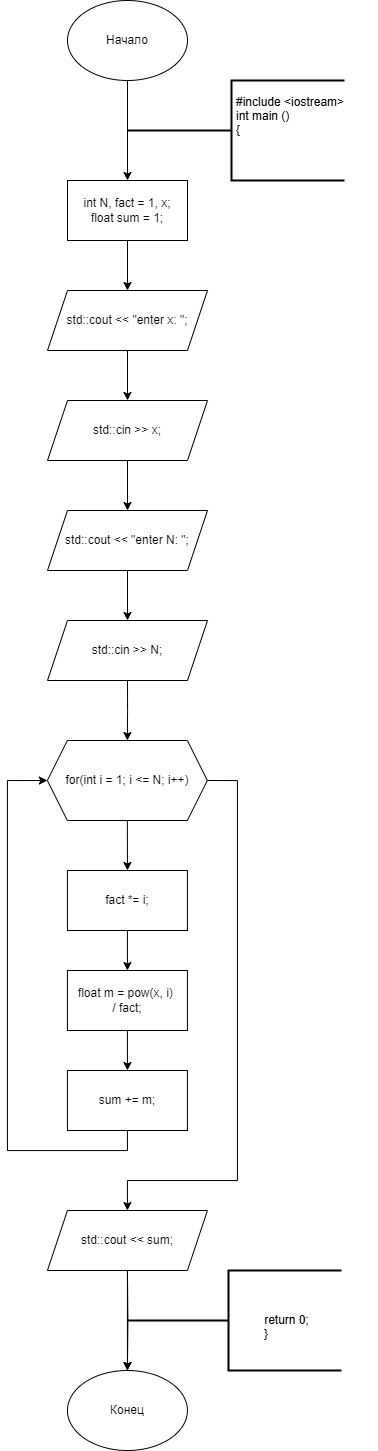 Начало
#include <iostream>
int main ()
{
int N, fact = 1, x;
float sum = 1;
std::cout << "enter x: ";
std::cin >> x;
std::cout << "enter N: ";
std::cin >> N;
for(int i = 1; i <= N; i++)
fact *= i;
float m = pow(x, i)
/ fact;
sum += m;
std::cout << sum;
return 0;
}
Конец